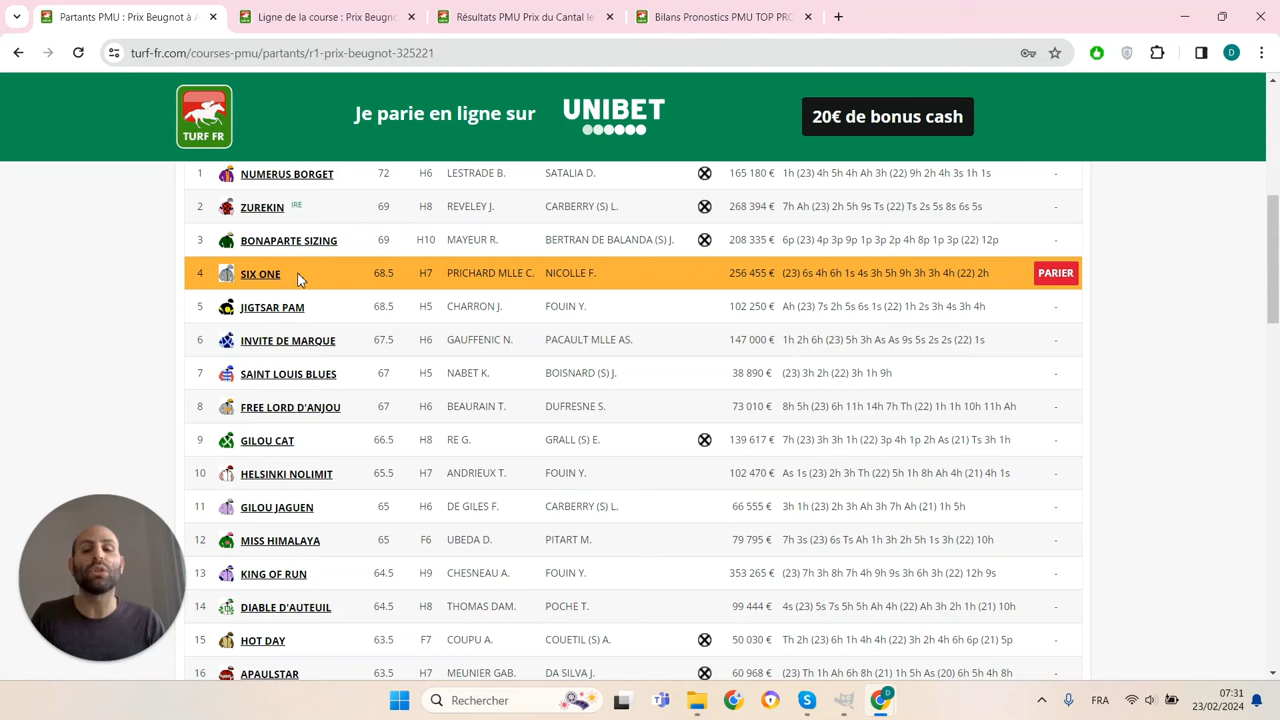 Partants PMU : Prix Beugnot à A
Ligne de la course : Prix Beugn
Résultats PMU Prix du Cantal le
Bilans Pronostics PMU TOP PRO
turf-fr.com/courses-pmu/partants/r1-prix-beugnot-325221
D
TURF FR
Je parie en ligne sur UNIBET
20€ de bonus cash
1 NUMERUS BORGET 72 H6 LESTRADE B. SATALIA D. 165 180 € 1h (23) 4h 5h 4h Ah 3h (22) 9h 2h 4h 3s 1h 1s -
2 ZUREKIN IRE 69 H8 REVELEY J. CARBERRY (S) L. 268 394 € 7h Ah (23) 2h 5h 9s Ts (22) Ts 2s 5s 8s 6s 5s -
3 BONAPARTE SIZING 69 H10 MAYEUR R. BERTRAN DE BALANDA (S) J. 208 335 € 6p (23) 4p 3p 9p 1p 3p 2p 4h 8p 1p 3p (22) 12p -
4 SIX ONE 68.5 H7 PRICHARD MLLE C. NICOLLE F. 256 455 € (23) 6s 4h 6h 1s 4s 3h 5h 9h 3h 3h 4h (22) 2h PARIER
5 JIGTSAR PAM 68.5 H5 CHARRON J. FOUIN Y. 102 250 € Ah (23) 7s 2h 5s 6s 1s (22) 1h 2s 3h 4s 3h 4h -
6 INVITE DE MARQUE 67.5 H6 GAUFFENIC N. PACAULT MLLE AS. 147 000 € 1h 2h 6h (23) 5h 3h As As 9s 5s 2s 2s (22) 1s -
7 SAINT LOUIS BLUES 67 H5 NABET K. BOISNARD (S) J. 38 890 € (23) 3h 2h (22) 3h 1h 9h -
8 FREE LORD D'ANJOU 67 H6 BEAURAIN T. DUFRESNE S. 73 010 € 8h 5h (23) 6h 11h 14h 7h Th (22) 1h 1h 10h 11h Ah -
9 GILOU CAT 66.5 H8 RE G. GRALL (S) E. 139 617 € 7h (23) 3h 3h 1h (22) 3p 4h 1p 2h As (21) Ts 3h 1h -
10 HELSINKI NOLIMIT 65.5 H7 ANDRIEUX T. FOUIN Y. 102 470 € As 1s (23) 2h 3h Th (22) 5h 1h 8h Ah 4h (21) 4h 1s -
11 GILOU JAGUEN 65 H6 DE GILES F. CARBERRY (S) L. 66 555 € 3h 1h (23) 2h 3h Ah 3h 7h Ah (21) 1h 5h -
12 MISS HIMALAYA 65 F6 UBEDA D. PITART M. 79 795 € 7h 3s (23) 6s Ts Ah 1h 3h 2h 5h 1s 3h (22) 10h -
13 KING OF RUN 64.5 H9 CHESNEAU A. FOUIN Y. 353 265 € (23) 7h 3h 8h 7h 4h 9h 9s 3h 6h 3h (22) 12h 9s -
14 DIABLE D'AUTEUIL 64.5 H8 THOMAS DAM. POCHE T. 99 444 € 4s (23) 5s 7s 5h 5h Ah 4h (22) Ah 3h 2h 1h (21) 10h -
15 HOT DAY 63.5 F7 COUPU A. COUETIL (S) A. 50 030 € Th 2h (23) 6h 1h 4h 4h (22) 3h 2h 4h 6h 6p (21) 5p -
16 APAULSTAR 63.5 H7 MEUNIER GAB. DA SILVA J. 60 968 € (23) Th 1h Ah 6h 8h (21) 1h 5h As (20) 6h 5h 4h 8h -
Rechercher
FRA
07:31
23/02/2024